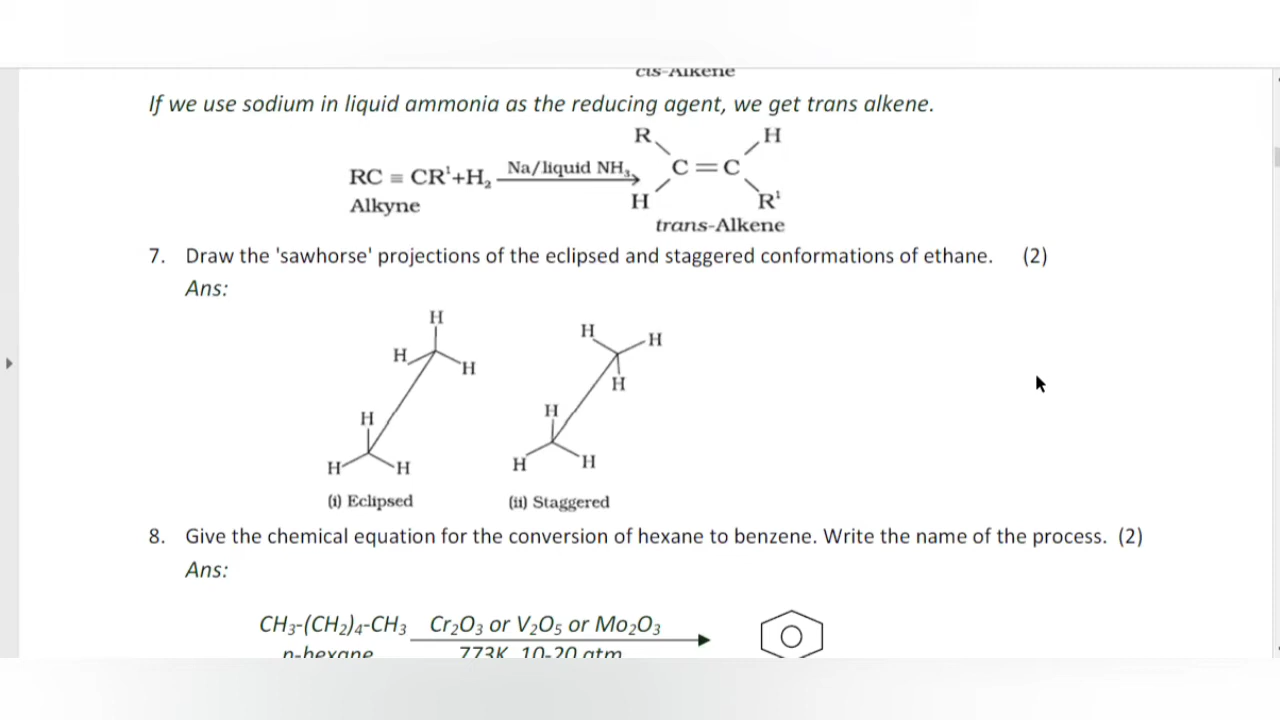 cis-Alkene
If we use sodium in liquid ammonia as the reducing agent, we get trans alkene.
R H
RC ≡ CR¹+H₂ Na/liquid NH₃ C=C
Alkyne H R¹
trans-Alkene
7. Draw the 'sawhorse' projections of the eclipsed and staggered conformations of ethane. (2)
Ans:
H
H H
H H H
H
H H
H H H H
(i) Eclipsed (ii) Staggered
8. Give the chemical equation for the conversion of hexane to benzene. Write the name of the process. (2)
Ans:
CH₃-(CH₂)₄-CH₃ Cr₂O₃ or V₂O₅ or Mo₂O₃
n-hexane 773K, 10-20 atm